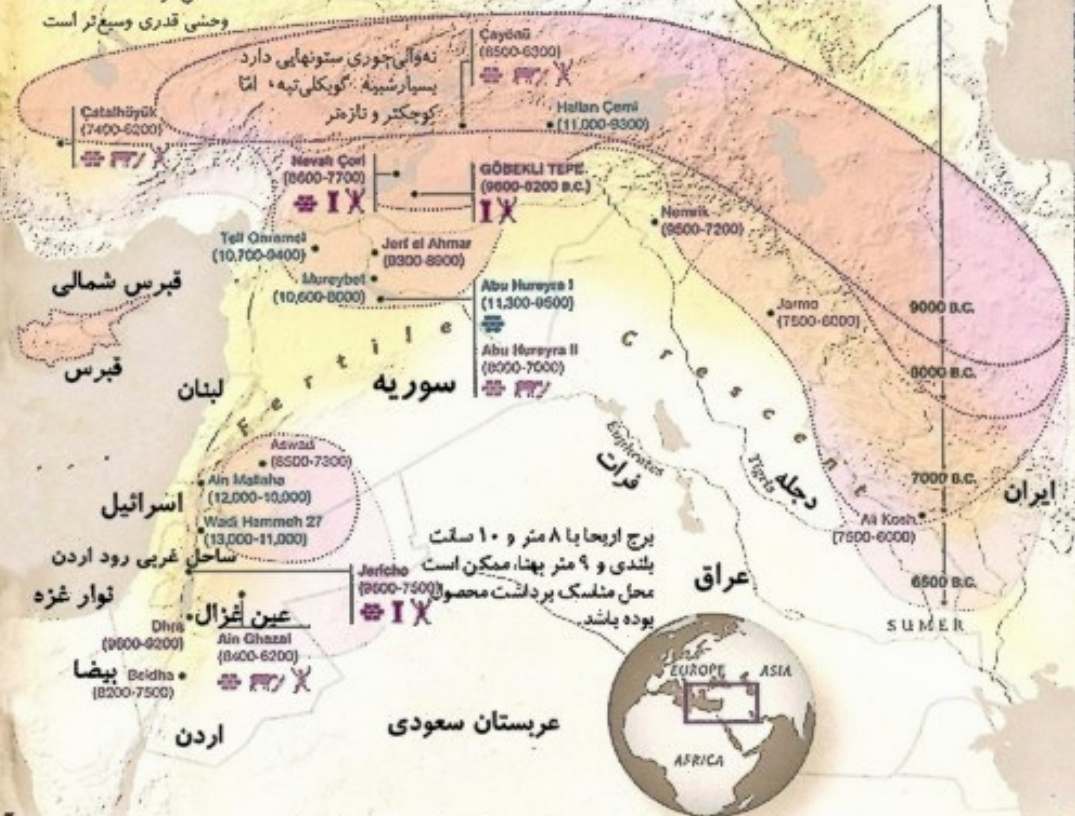 وحشی قدری وسیع‌تر است
Çayönü
(8500-6300)
نه‌والی‌جوری ستونهایی دارد
بسیارشبیه گوبکلی‌تپه، امّا
کوچکتر و تازه‌تر
Hallan Çemi
(11,000-9300)
Çatalhöyük
(7400-6200)
Nevalı Çori
(8600-7700)
GÖBEKLI TEPE
(9600-8200 B.C.)
Nemrik
(9500-7200)
Tell Qaramel
(10,700-9400)
Jerf el Ahmar
(9300-8900)
Mureybet
(10,600-8000)
Abu Hureyra I
(11,300-9500)
Abu Hureyra II
(8000-7000)
Jarmo
(7500-6000)
قبرس شمالی
قبرس
لبنان
سوریه
Fertile Crescent
9000 B.C.
8000 B.C.
7000 B.C.
6500 B.C.
Euphrates
فرات
Tigris
دجله
ایران
Ali Kosh
(7500-6000)
Aswad
(8500-7300)
Ain Mallaha
(12,000-10,000)
اسرائیل
Wadi Hammeh 27
(13,000-11,000)
ساحل غربی رود اردن
برج اریحا با ۸ متر و ۱۰ سانت
بلندی و ۹ متر پهنا، ممکن است
محل مناسک برداشت محصول
بوده باشد.
عراق
Jericho
(9500-7500)
نوار غزه
عین غزال
Dhra
(9600-9200)
Ain Ghazal
(8400-6200)
بیضا
Beidha
(8200-7500)
SUMER
اردن
عربستان سعودی
EUROPE
ASIA
AFRICA